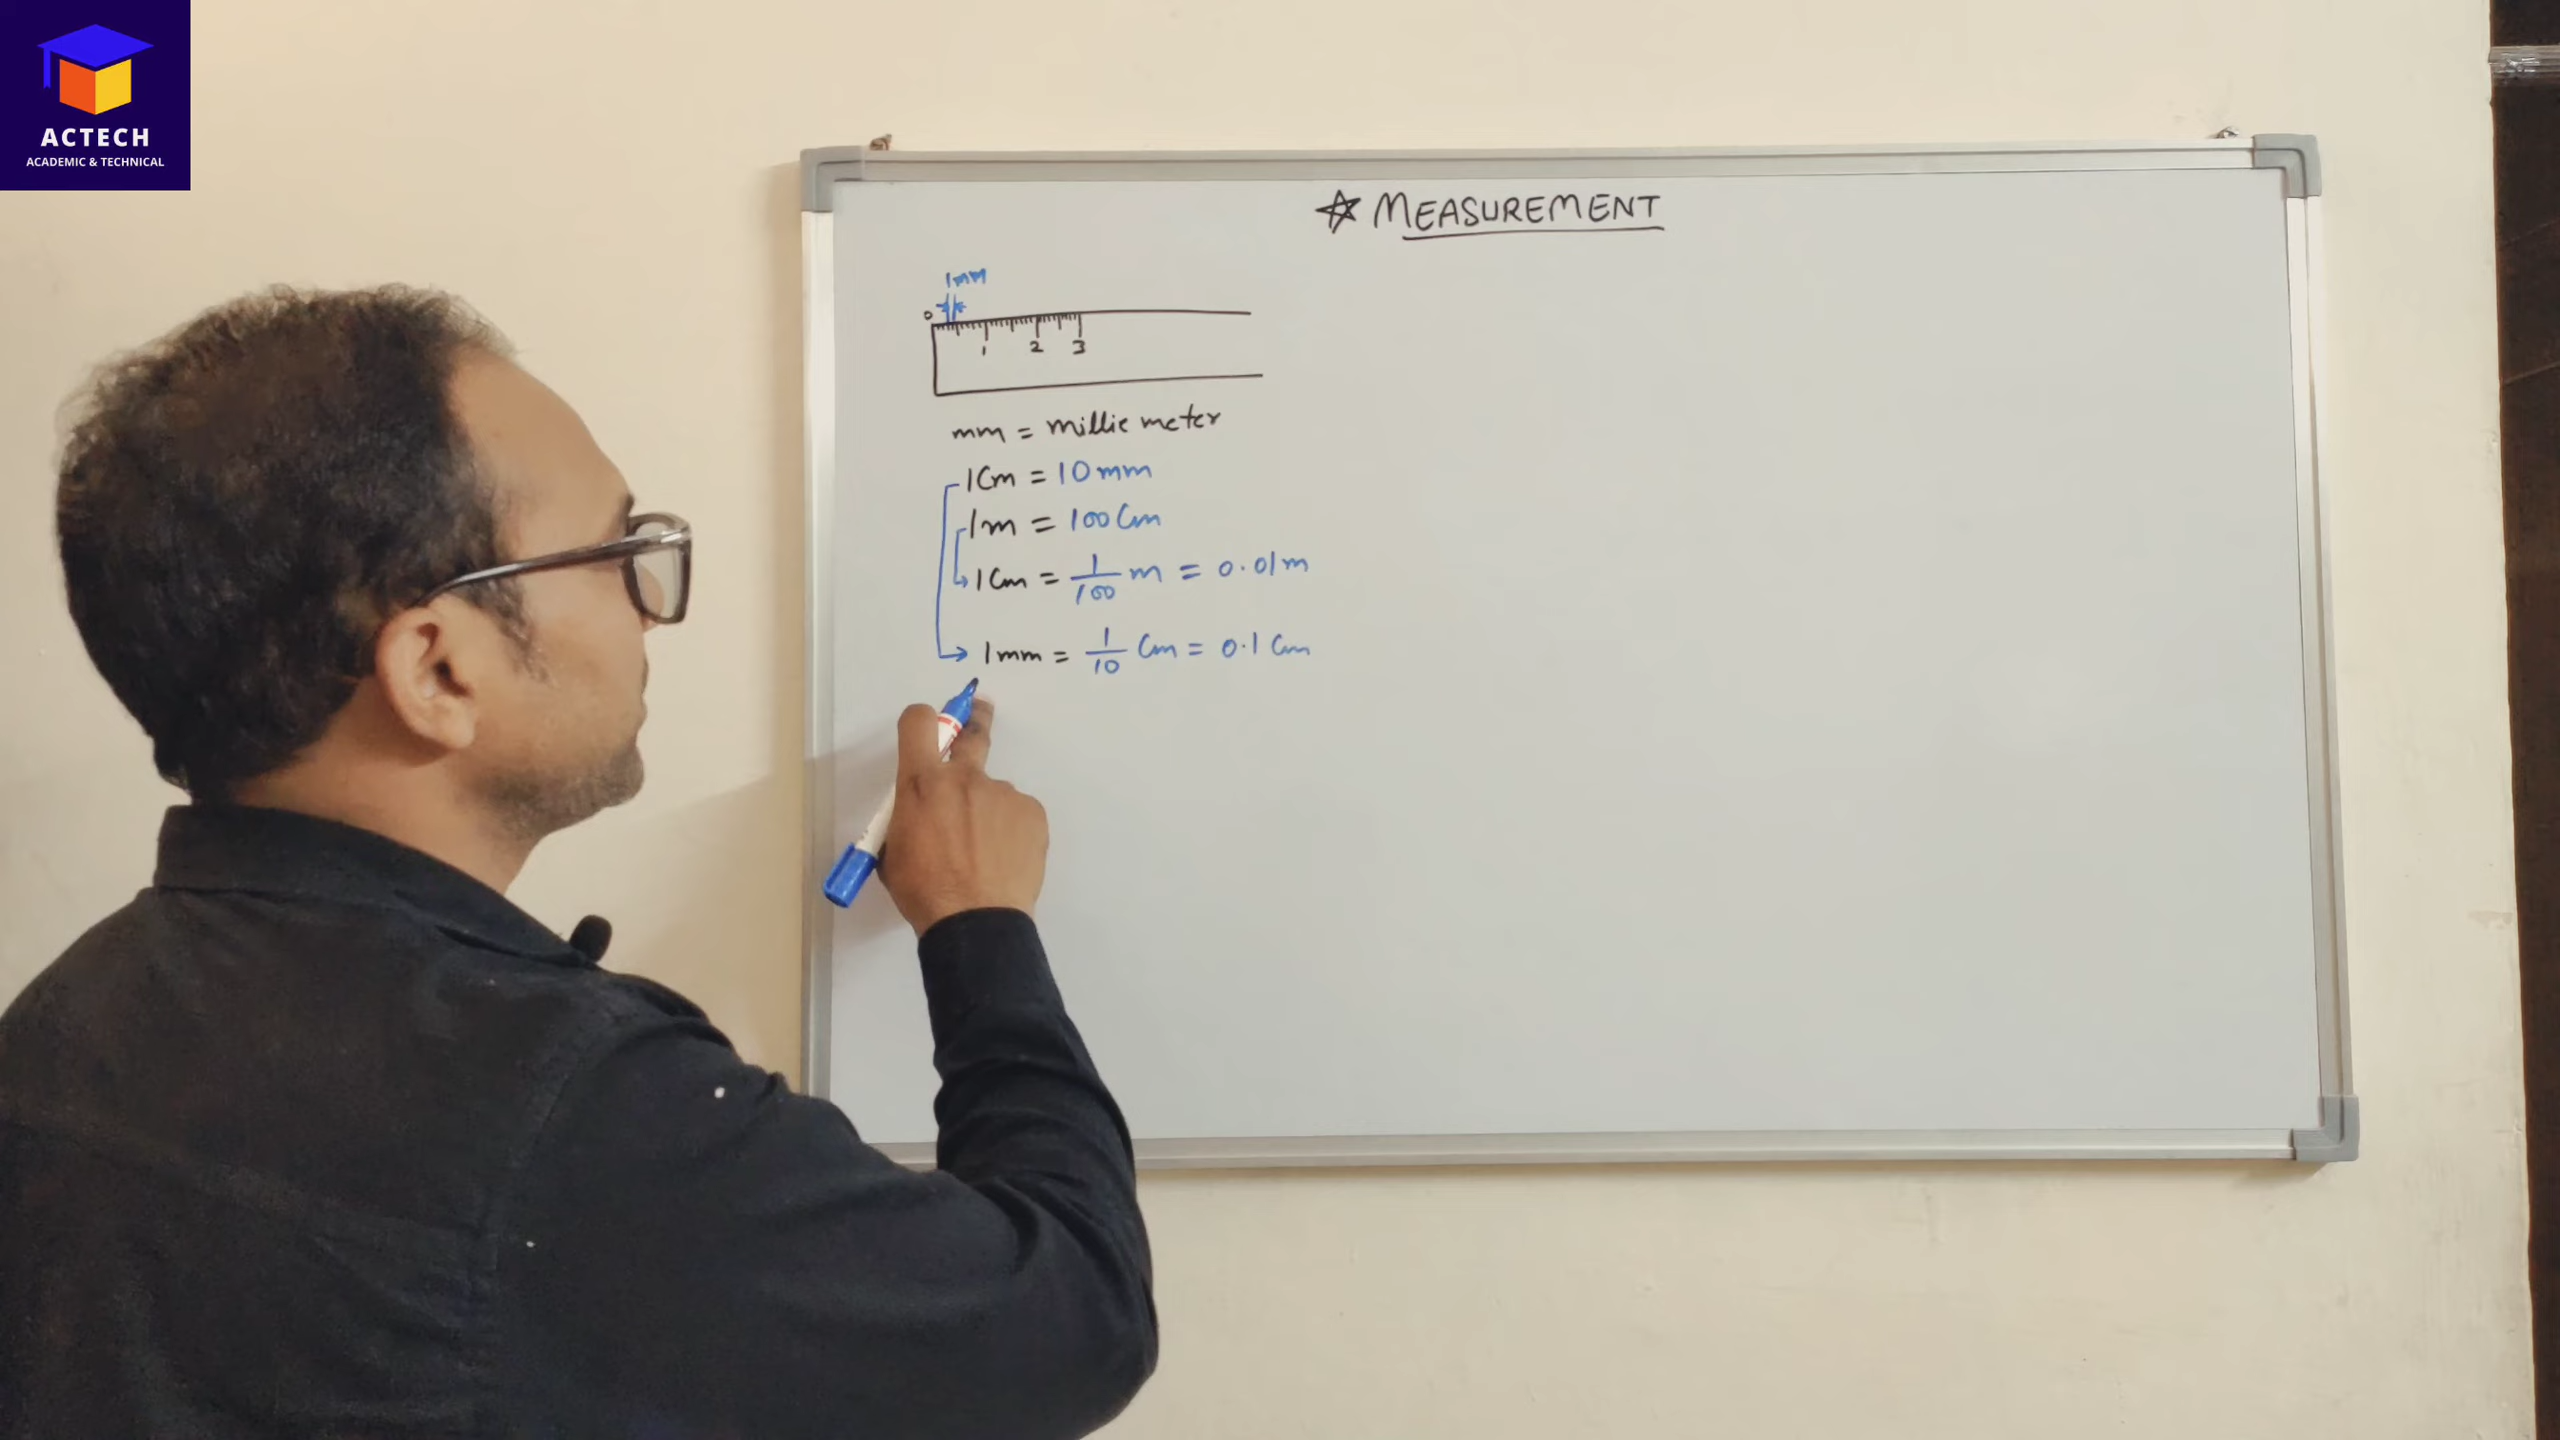 ACTECH
ACADEMIC & TECHNICAL
☆ MEASUREMENT
1mm
0
1 2 3
mm = millie meter
1Cm = 10mm
1m = 100Cm
1Cm = 1/100 m = 0.01m
1mm = 1/10 Cm = 0.1 Cm